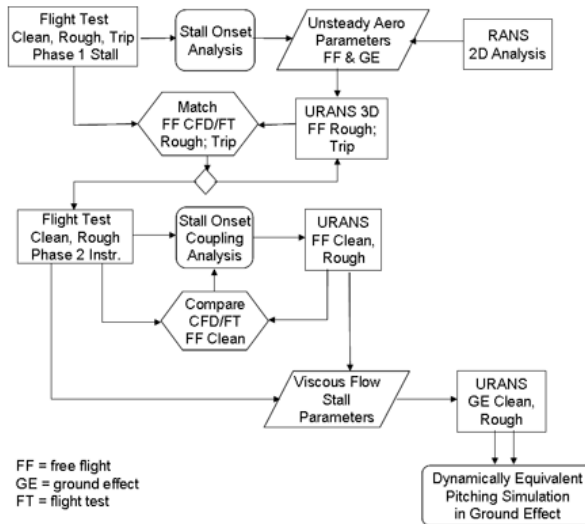 Flight Test
Clean, Rough, Trip
Phase 1 Stall
Stall Onset
Analysis
Unsteady Aero
Parameters
FF & GE
RANS
2D Analysis
Match
FF CFD/FT
Rough; Trip
URANS 3D
FF Rough;
Trip
Flight Test
Clean, Rough
Phase 2 Instr.
Stall Onset
Coupling
Analysis
URANS
FF Clean,
Rough
Compare
CFD/FT
FF Clean
Viscous Flow
Stall
Parameters
URANS
GE Clean,
Rough
FF = free flight
GE = ground effect
FT = flight test
Dynamically Equivalent
Pitching Simulation
in Ground Effect